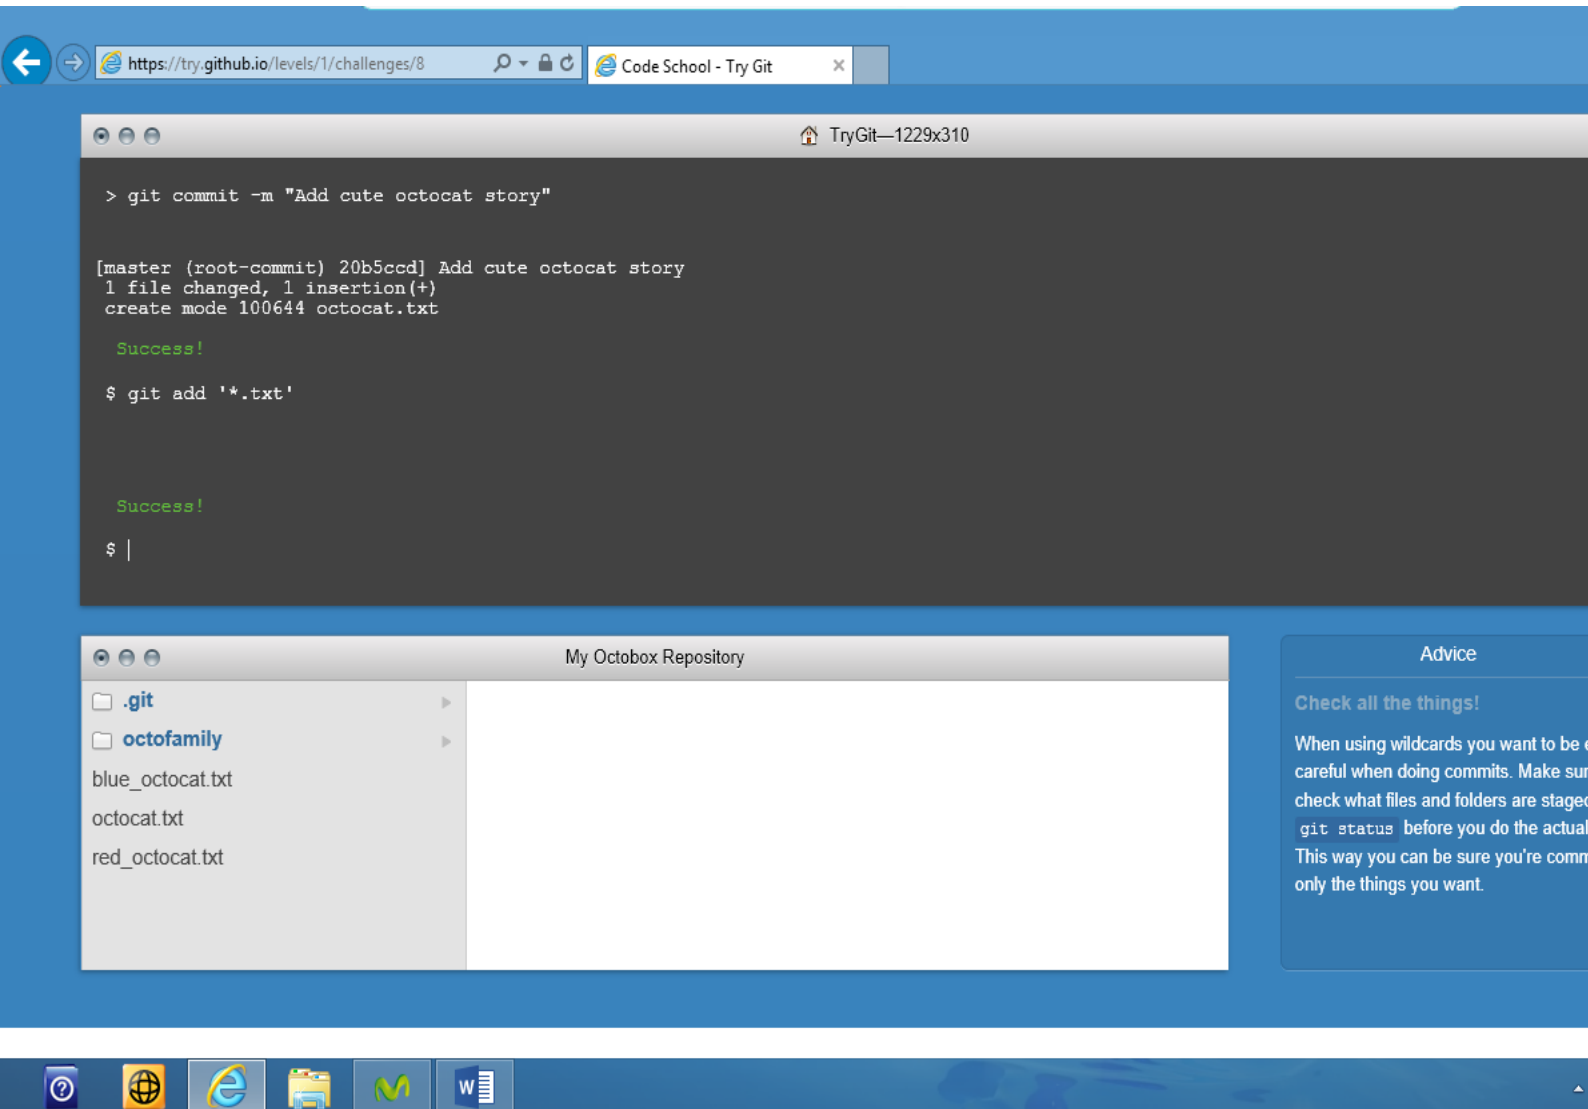 https://try.github.io/levels/1/challenges/8
Code School - Try Git
TryGit—1229x310
> git commit -m "Add cute octocat story"
[master (root-commit) 20b5ccd] Add cute octocat story
1 file changed, 1 insertion(+)
create mode 100644 octocat.txt
Success!
$ git add '*.txt'
Success!
$
My Octobox Repository
.git
octofamily
blue_octocat.txt
octocat.txt
red_octocat.txt
Advice
Check all the things!
When using wildcards you want to be
careful when doing commits. Make sur
check what files and folders are staged
git status before you do the actual
This way you can be sure you're comm
only the things you want.